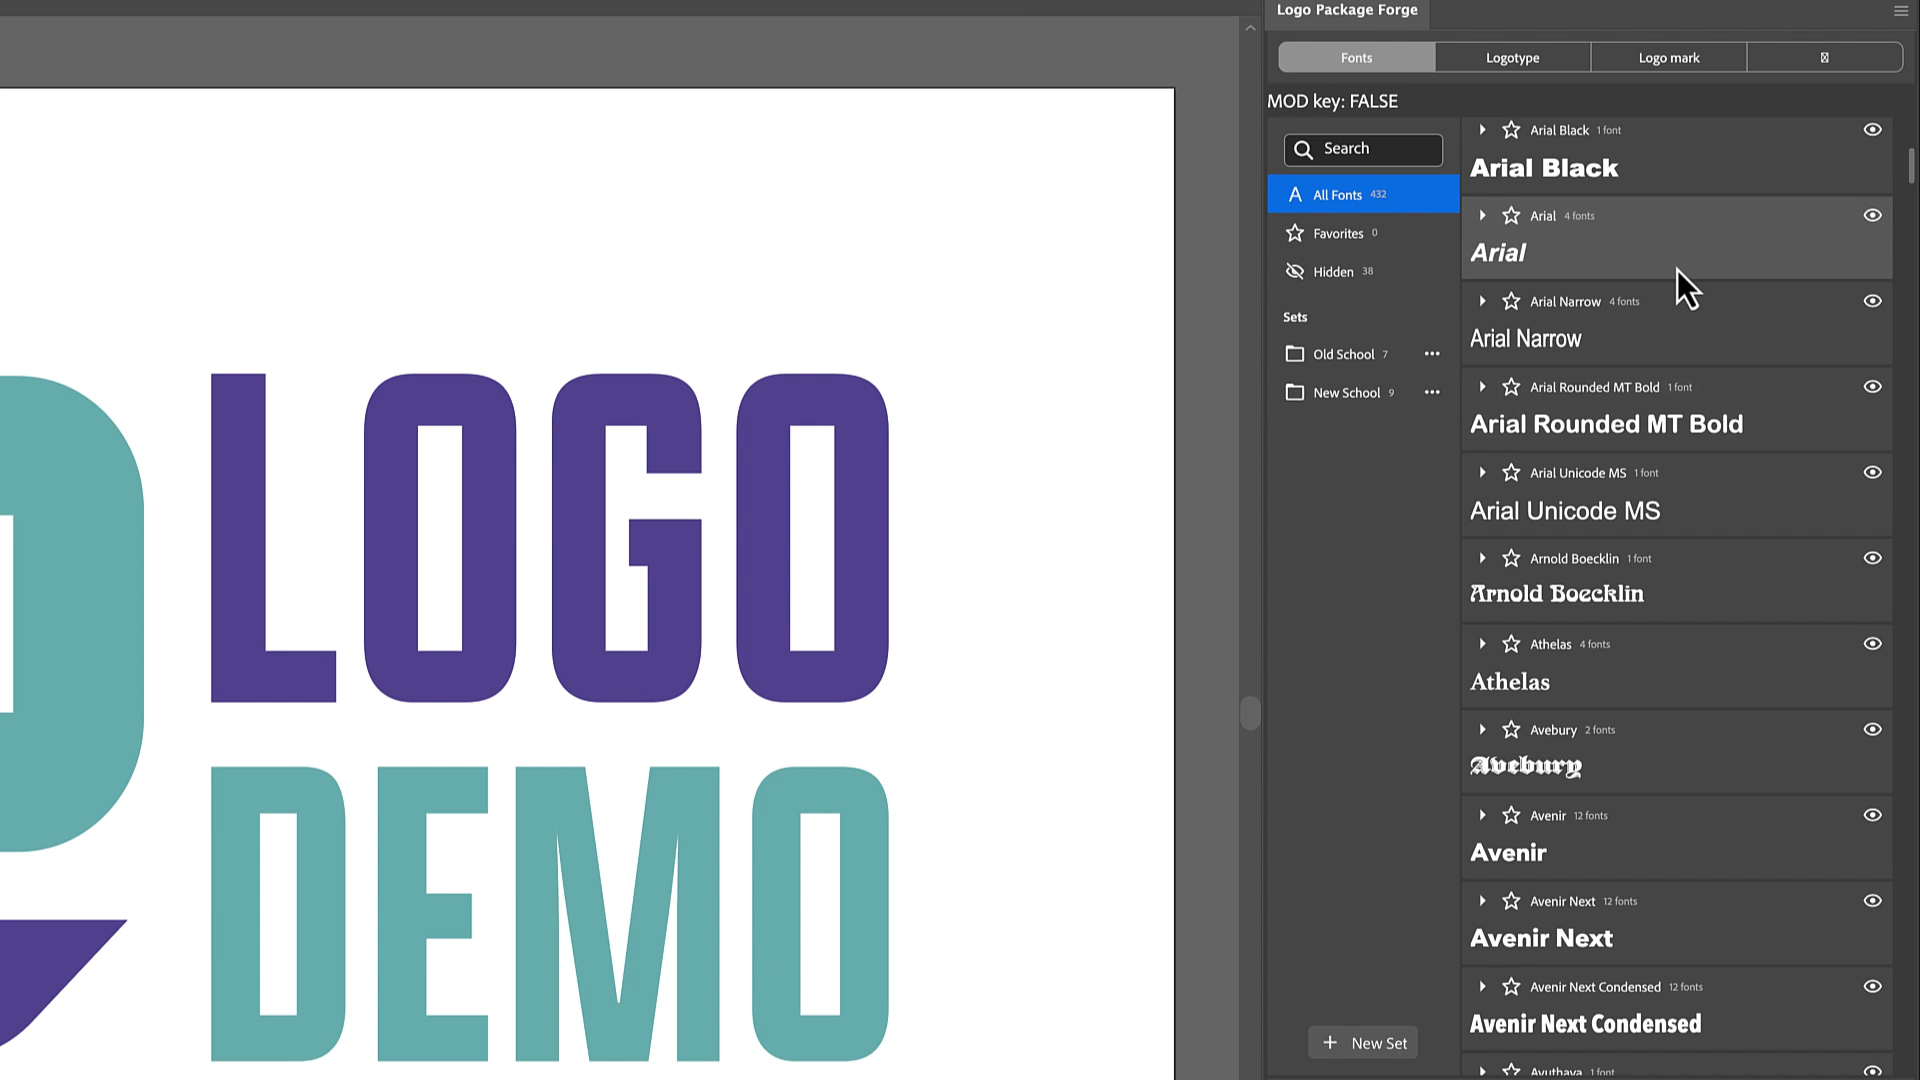 Logo Package Forge
Fonts
Logotype
Logo mark
MOD key: FALSE
Search
All Fonts 432
Favorites 0
Hidden 38
Sets
Old School 7
New School 9
New Set
Arial Black 1 font
Arial Black
Arial 4 fonts
Arial
Arial Narrow 4 fonts
Arial Narrow
Arial Rounded MT Bold 1 font
Arial Rounded MT Bold
Arial Unicode MS 1 font
Arial Unicode MS
Arnold Boecklin 1 font
Arnold Boecklin
Athelas 4 fonts
Athelas
Avebury 2 fonts
Avebury
Avenir 12 fonts
Avenir
Avenir Next 12 fonts
Avenir Next
Avenir Next Condensed 12 fonts
Avenir Next Condensed
Ayuthaya 1 font
LOGO
DEMO